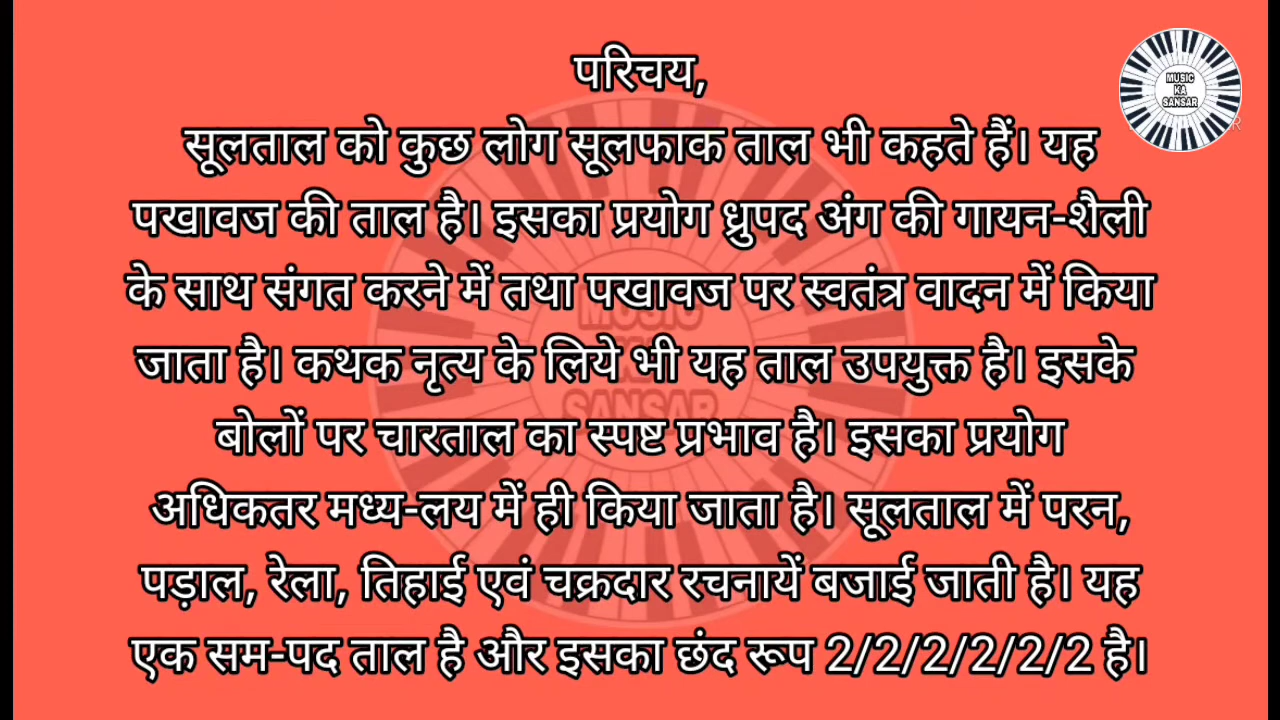 परिचय,
MUSIC
KA
SANSAR
सूलताल को कुछ लोग सूलफाक ताल भी कहते हैं। यह
पखावज की ताल है। इसका प्रयोग ध्रुपद अंग की गायन-शैली
के साथ संगत करने में तथा पखावज पर स्वतंत्र वादन में किया
जाता है। कथक नृत्य के लिये भी यह ताल उपयुक्त है। इसके
बोलों पर चारताल का स्पष्ट प्रभाव है। इसका प्रयोग
अधिकतर मध्य-लय में ही किया जाता है। सूलताल में परन,
पड़ाल, रेला, तिहाई एवं चक्रदार रचनायें बजाई जाती है। यह
एक सम-पद ताल है और इसका छंद रूप 2/2/2/2/2/2 है।
MUSIC
SANSAR